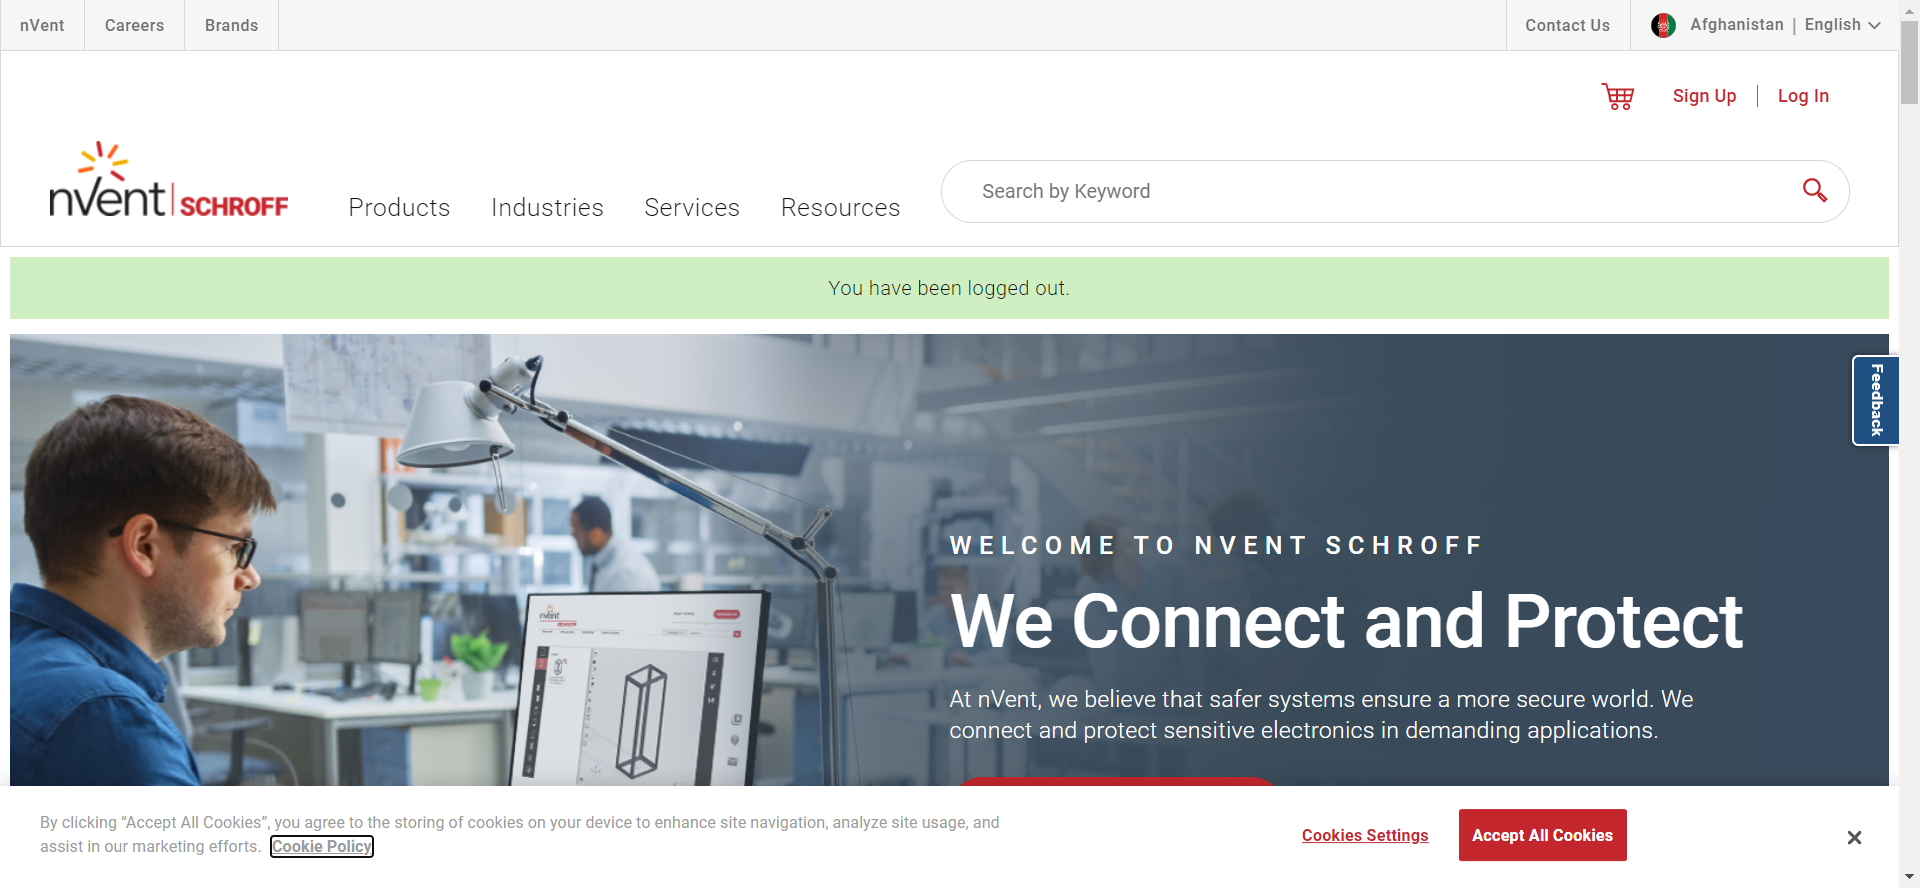 nVent
Careers
Brands
Contact Us
Afghanistan | English
Sign Up
Log In
nVent | SCHROFF
Products
Industries
Services
Resources
Search by Keyword
You have been logged out.
Feedback
WELCOME TO NVENT SCHROFF
We Connect and Protect
At nVent, we believe that safer systems ensure a more secure world. We
connect and protect sensitive electronics in demanding applications.
By clicking “Accept All Cookies”, you agree to the storing of cookies on your device to enhance site navigation, analyze site usage, and
assist in our marketing efforts. Cookie Policy
Cookies Settings
Accept All Cookies